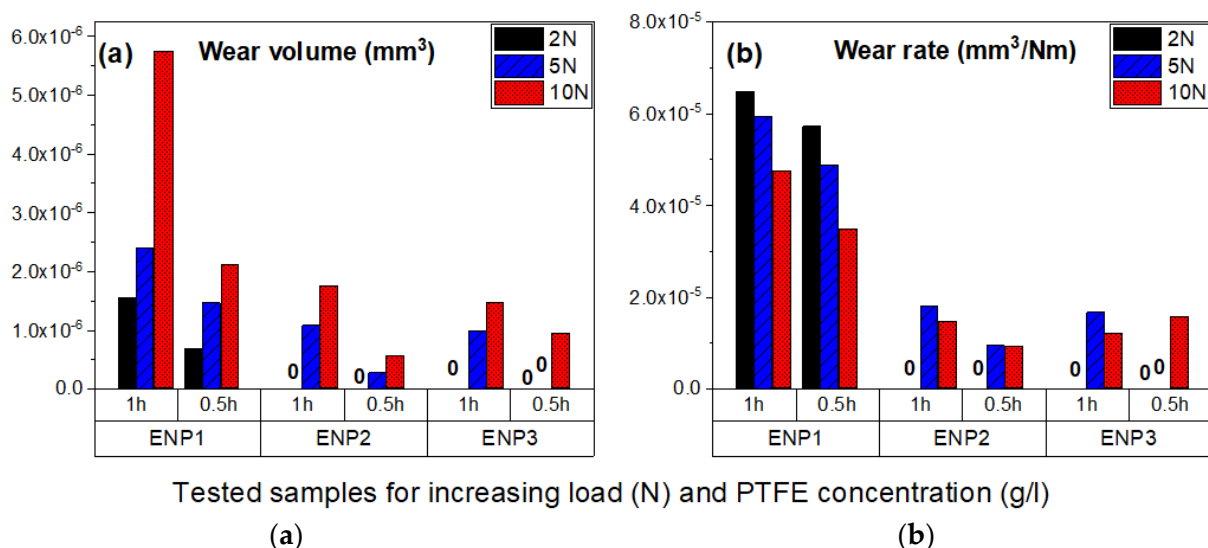 (a) Wear volume (mm³)
2N
5N
10N
6.0x10⁻⁶
5.0x10⁻⁶
4.0x10⁻⁶
3.0x10⁻⁶
2.0x10⁻⁶
1.0x10⁻⁶
0.0
0 0 0 0 0
1h 0.5h 1h 0.5h 1h 0.5h
ENP1 ENP2 ENP3
(b) Wear rate (mm³/Nm)
2N
5N
10N
8.0x10⁻⁵
6.0x10⁻⁵
4.0x10⁻⁵
2.0x10⁻⁵
0.0
0 0 0 0 0
1h 0.5h 1h 0.5h 1h 0.5h
ENP1 ENP2 ENP3
Tested samples for increasing load (N) and PTFE concentration (g/l)
(a) (b)